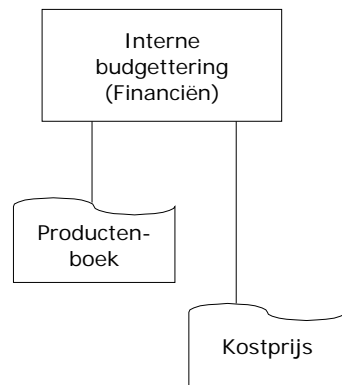 Interne
budgettering
(Financiën)
Producten-
boek
Kostprijs